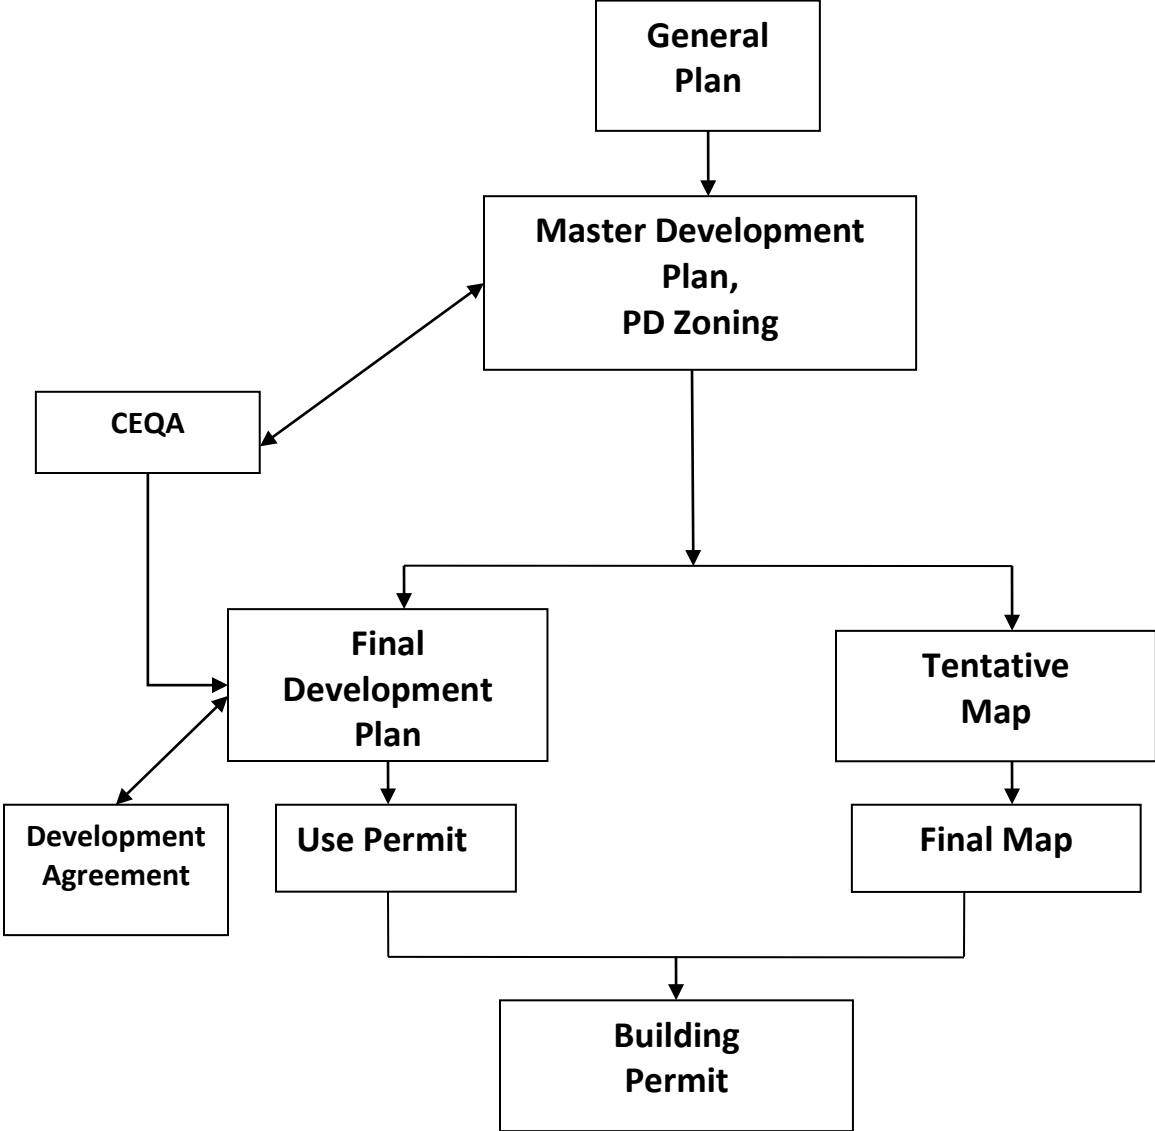 General
Plan
Master Development
Plan,
PD Zoning
CEQA
Final
Development
Plan
Tentative
Map
Development
Agreement
Use Permit
Final Map
Building
Permit